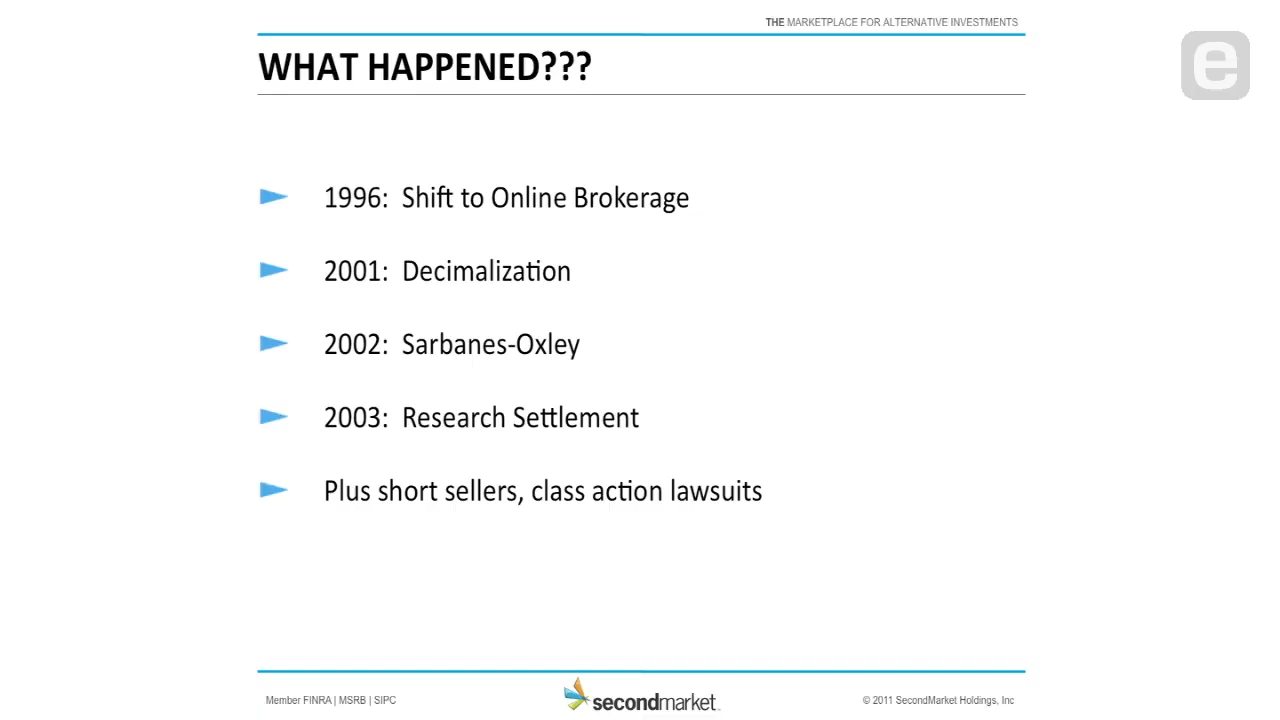 THE MARKETPLACE FOR ALTERNATIVE INVESTMENTS
e
WHAT HAPPENED???
1996: Shift to Online Brokerage
2001: Decimalization
2002: Sarbanes-Oxley
2003: Research Settlement
Plus short sellers, class action lawsuits
Member FINRA | MSRB | SIPC
secondmarket
© 2011 SecondMarket Holdings, Inc